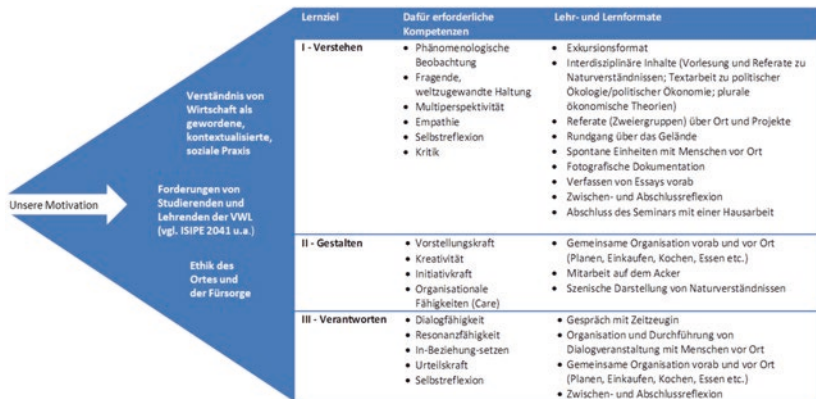 Unsere Motivation
Verständnis von
Wirtschaft als
gewordene,
kontextualisierte,
soziale Praxis
Forderungen von
Studierenden und
Lehrenden der VWL
(vgl. ISIPE 2041 u.a.)
Ethik des
Ortes und
der Fürsorge
Lernziel
Dafür erforderliche
Kompetenzen
Lehr- und Lernformate
I - Verstehen
• Phänomenologische
Beobachtung
• Fragende,
weltzugewandte Haltung
• Multiperspektivität
• Empathie
• Selbstreflexion
• Kritik
• Exkursionsformat
• Interdisziplinäre Inhalte (Vorlesung und Referate zu
Naturverständnissen; Textarbeit zu politischer
Ökologie/politischer Ökonomie; plurale
ökonomische Theorien)
• Referate (Zweiergruppen) über Ort und Projekte
• Rundgang über das Gelände
• Spontane Einheiten mit Menschen vor Ort
• Fotografische Dokumentation
• Verfassen von Essays vorab
• Zwischen- und Abschlussreflexion
• Abschluss des Seminars mit einer Hausarbeit
II - Gestalten
• Vorstellungskraft
• Kreativität
• Initiativkraft
• Organisationale
Fähigkeiten (Care)
• Gemeinsame Organisation vorab und vor Ort
(Planen, Einkaufen, Kochen, Essen etc.)
• Mitarbeit auf dem Acker
• Szenische Darstellung von Naturverständnissen
III - Verantworten
• Dialogfähigkeit
• Resonanzfähigkeit
• In-Beziehung-setzen
• Urteilskraft
• Selbstreflexion
• Gespräch mit Zeitzeugin
• Organisation und Durchführung von
Dialogveranstaltung mit Menschen vor Ort
• Gemeinsame Organisation vorab und vor Ort
(Planen, Einkaufen, Kochen, Essen etc.)
• Zwischen- und Abschlussreflexion